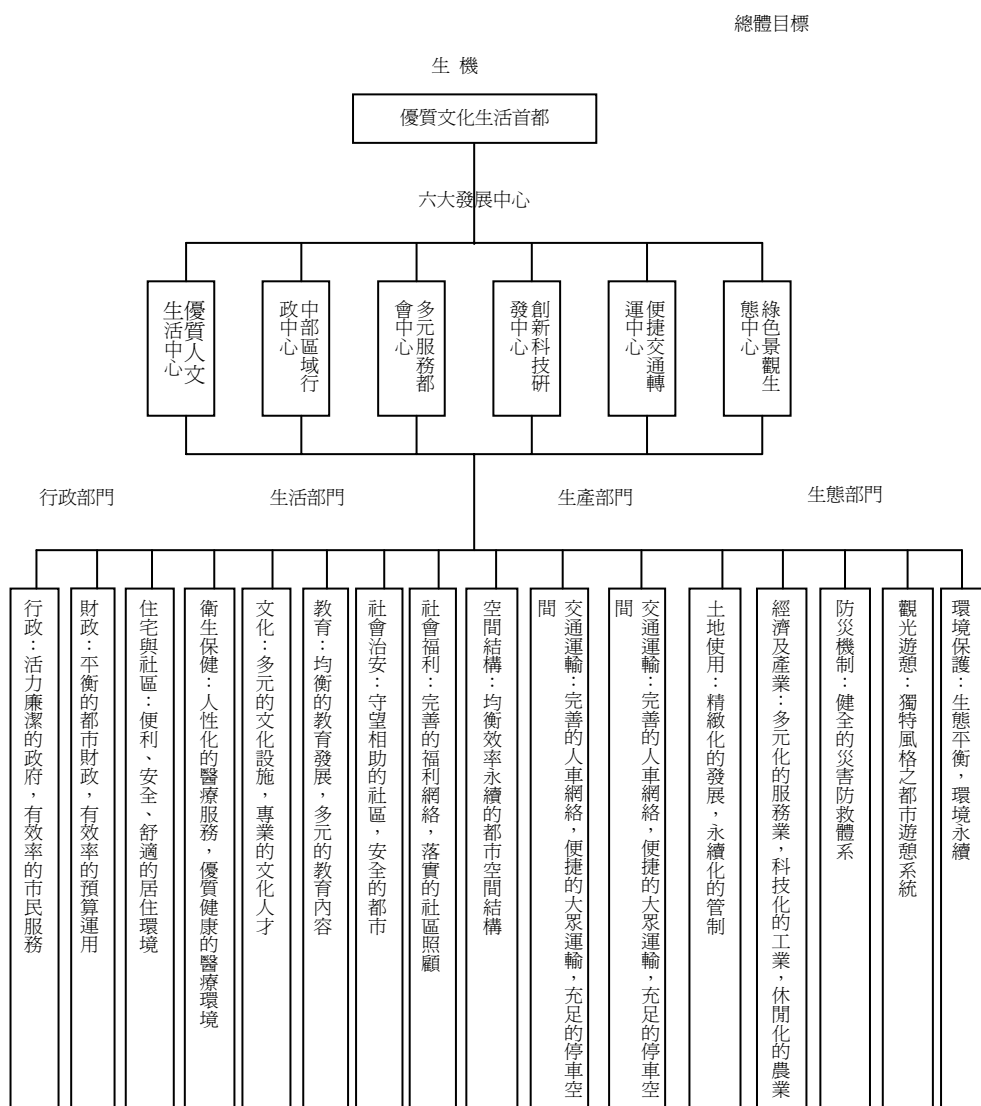 總體目標
生 機
優質文化生活首都
六大發展中心
優質人文
生活中心
中部區域行
政中心
多元服務都
會中心
創新科技研
發中心
便捷交通轉
運中心
綠色景觀生
態中心
行政部門
生活部門
生產部門
生態部門
行政：活力廉潔的政府，有效率的市民服務
財政：平衡的都市財政，有效率的預算運用
住宅與社區：便利、安全、舒適的居住環境
衛生保健：人性化的醫療服務，優質健康的醫療環境
文化：多元的文化設施，專業的文化人才
教育：均衡的教育發展，多元的教育內容
社會治安：守望相助的社區，安全的都市
社會福利：完善的福利網絡，落實的社區照顧
空間結構：均衡效率永續的都市空間結構
交通運輸：完善的人車網絡，便捷的大眾運輸，充足的停車空
間
交通運輸：完善的人車網絡，便捷的大眾運輸，充足的停車空
間
土地使用：精緻化的發展，永續化的管制
經濟及產業：多元化的服務業，科技化的工業，休閒化的農業
防災機制：健全的災害防救體系
觀光遊憩：獨特風格之都市遊憩系統
環境保護：生態平衡，環境永續